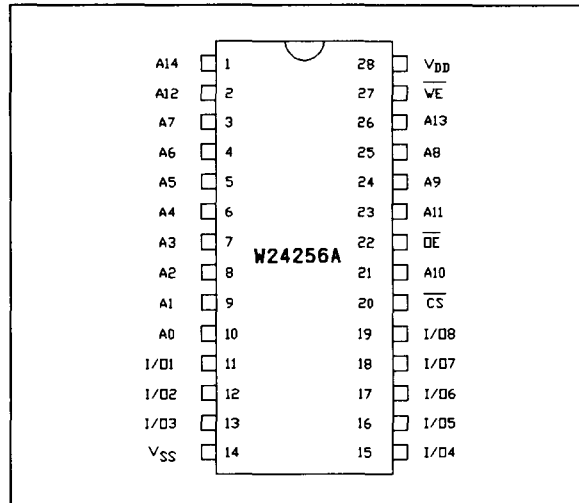 A14 1 28 VDD
A12 2 27 WE
A7 3 26 A13
A6 4 25 A8
A5 5 24 A9
A4 6 23 A11
A3 7 22 OE
W24256A
A2 8 21 A10
A1 9 20 CS
A0 10 19 I/O8
I/O1 11 18 I/O7
I/O2 12 17 I/O6
I/O3 13 16 I/O5
VSS 14 15 I/O4